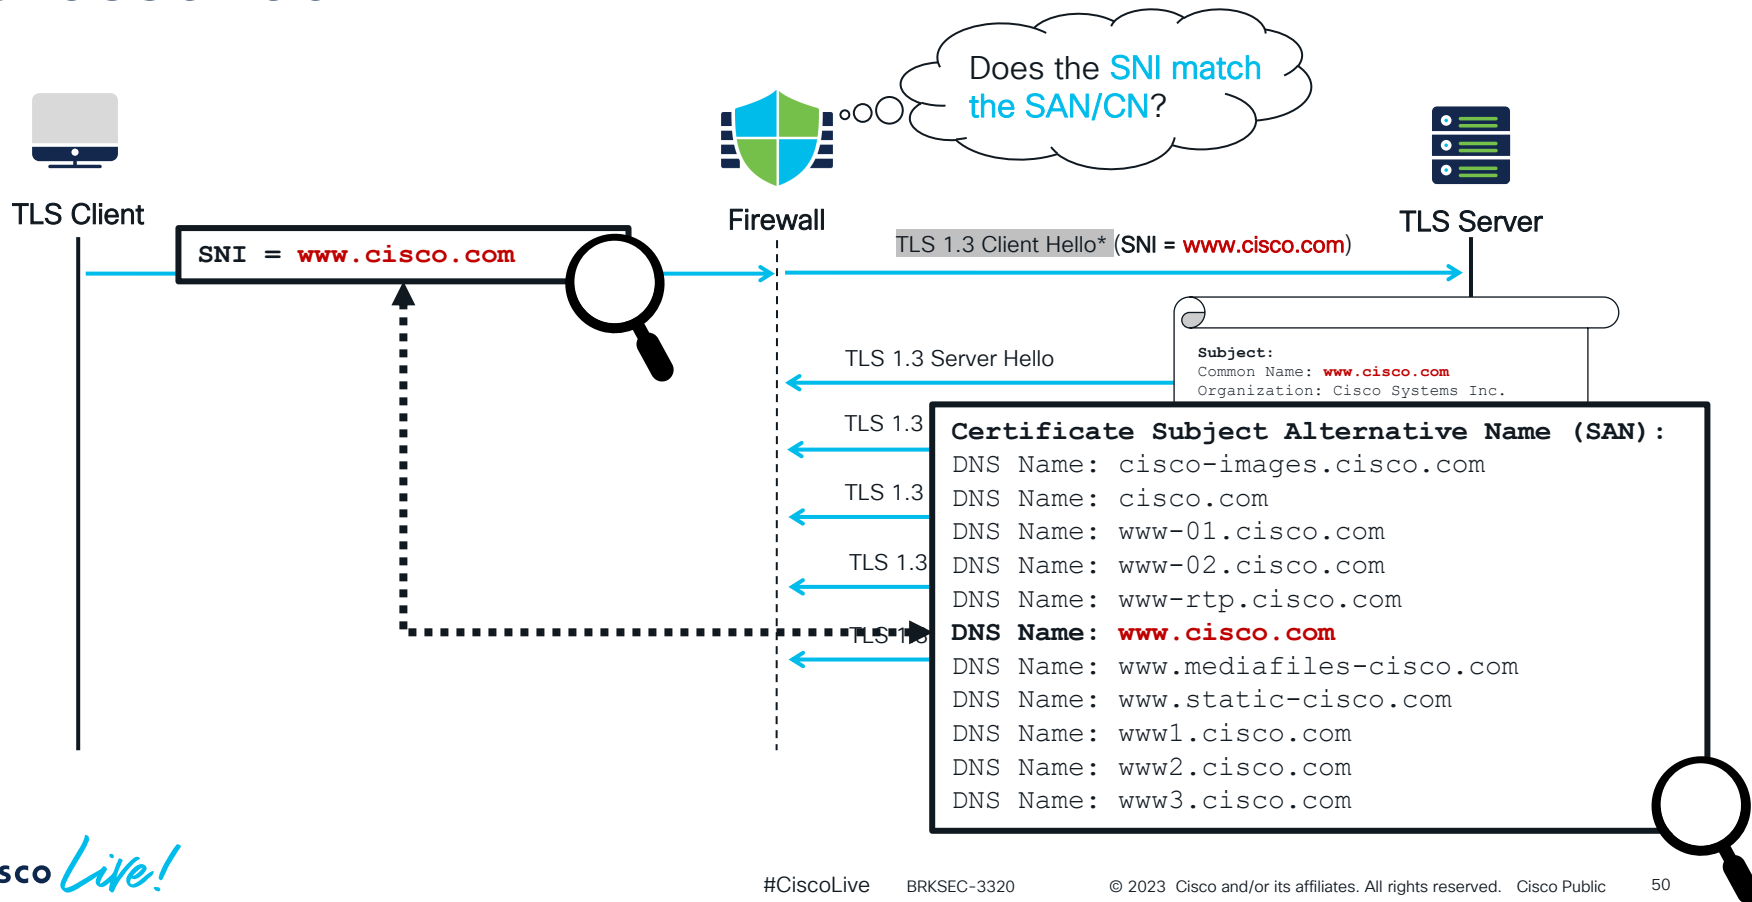 Does the SNI match
the SAN/CN?
TLS Client
Firewall
TLS Server
SNI = www.cisco.com
TLS 1.3 Client Hello* (SNI = www.cisco.com)
TLS 1.3 Server Hello
Subject:
Common Name: www.cisco.com
Organization: Cisco Systems Inc.
TLS 1.3
TLS 1.3
TLS 1.3
TLS 1.3
Certificate Subject Alternative Name (SAN):
DNS Name: cisco-images.cisco.com
DNS Name: cisco.com
DNS Name: www-01.cisco.com
DNS Name: www-02.cisco.com
DNS Name: www-rtp.cisco.com
DNS Name: www.cisco.com
DNS Name: www.mediafiles-cisco.com
DNS Name: www.static-cisco.com
DNS Name: www1.cisco.com
DNS Name: www2.cisco.com
DNS Name: www3.cisco.com
sco Live!
#CiscoLive BRKSEC-3320 © 2023 Cisco and/or its affiliates. All rights reserved. Cisco Public 50